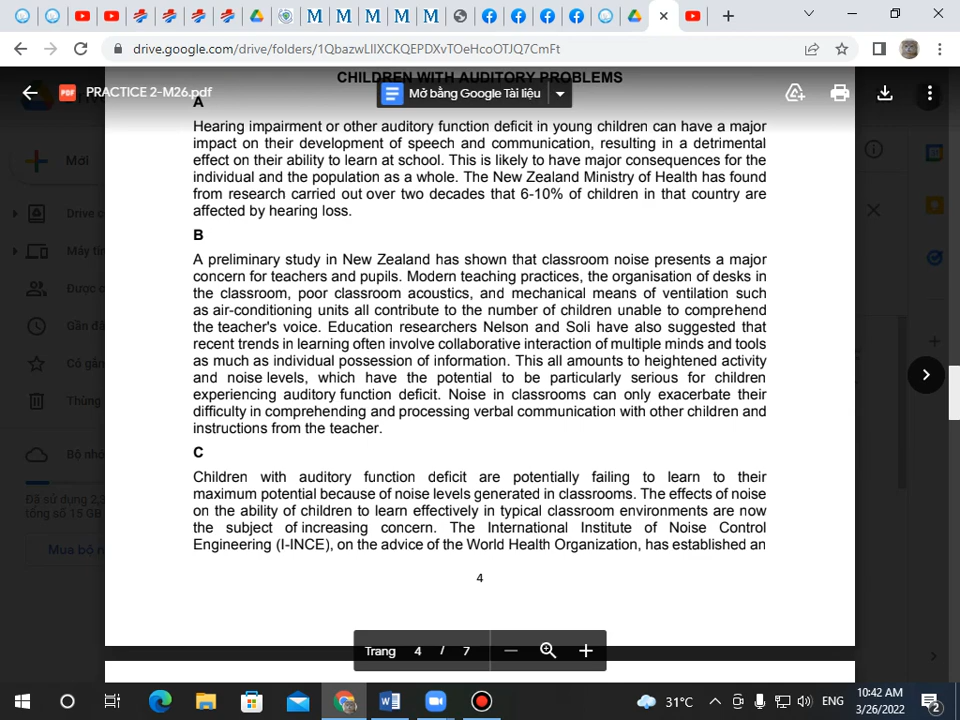 drive.google.com/drive/folders/1QbazwLlIXCKQEPDXvTOeHcoOTJQ7CmFt
CHILDREN WITH AUDITORY PROBLEMS
PRACTICE 2-M26.pdf
Mở bằng Google Tài liệu
A
Hearing impairment or other auditory function deficit in young children can have a major
impact on their development of speech and communication, resulting in a detrimental
effect on their ability to learn at school. This is likely to have major consequences for the
individual and the population as a whole. The New Zealand Ministry of Health has found
from research carried out over two decades that 6-10% of children in that country are
affected by hearing loss.
B
A preliminary study in New Zealand has shown that classroom noise presents a major
concern for teachers and pupils. Modern teaching practices, the organisation of desks in
the classroom, poor classroom acoustics, and mechanical means of ventilation such
as air-conditioning units all contribute to the number of children unable to comprehend
the teacher's voice. Education researchers Nelson and Soli have also suggested that
recent trends in learning often involve collaborative interaction of multiple minds and tools
as much as individual possession of information. This all amounts to heightened activity
and noise levels, which have the potential to be particularly serious for children
experiencing auditory function deficit. Noise in classrooms can only exacerbate their
difficulty in comprehending and processing verbal communication with other children and
instructions from the teacher.
C
Children with auditory function deficit are potentially failing to learn to their
maximum potential because of noise levels generated in classrooms. The effects of noise
on the ability of children to learn effectively in typical classroom environments are now
the subject of increasing concern. The International Institute of Noise Control
Engineering (I-INCE), on the advice of the World Health Organization, has established an
4
Mới
Drive c
Máy tín
Được c
Gần đâ
Có gắn
Thùng
Bộ nhớ
Đã sử dụng 2,
tổng số 15 GB
Mua bộ n
Trang 4 / 7
31°C
ENG
10:42 AM
3/26/2022
2